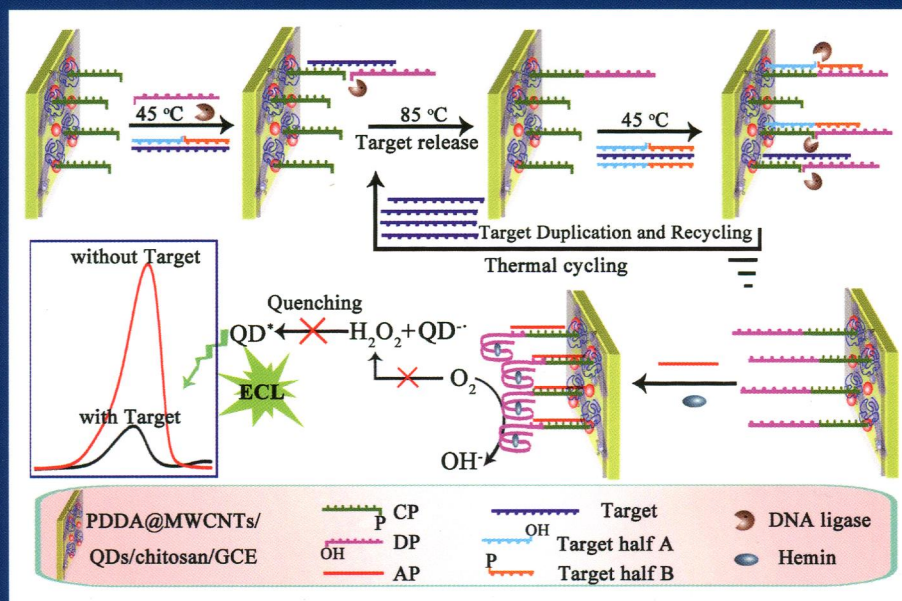 45 °C
85 °C
Target release
45 °C
Target Duplication and Recycling
Thermal cycling
without Target
with Target
Quenching
QD*
H₂O₂+QD⁻·
ECL
O₂
OH⁻
PDDA@MWCNTs/
QDs/chitosan/GCE
P
CP
OH
DP
AP
Target
OH
Target half A
P
Target half B
DNA ligase
Hemin